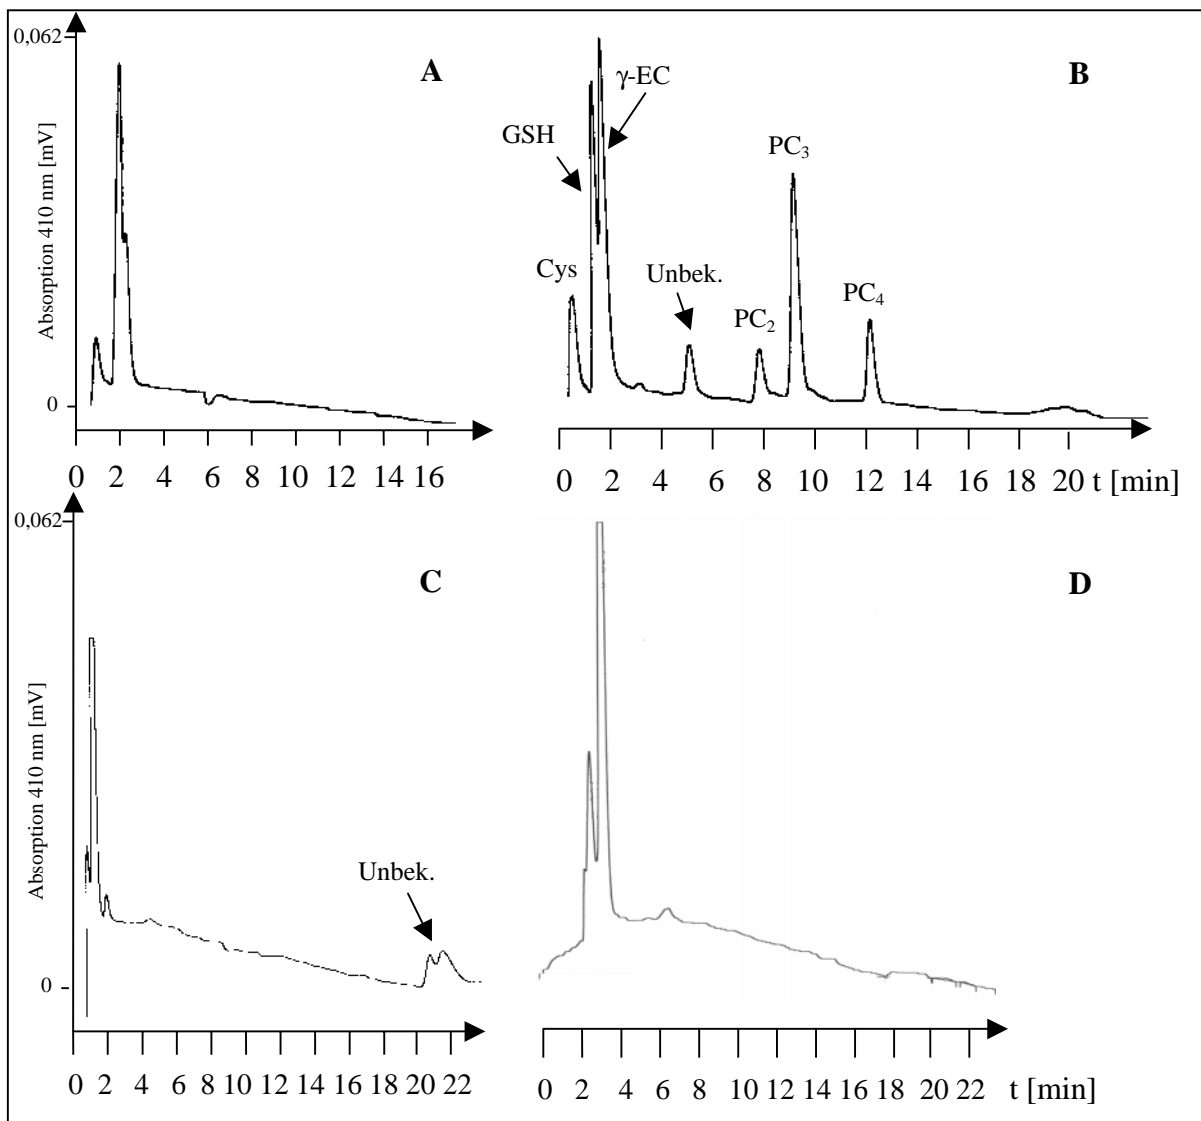 0,062
A
Absorption 410 nm [mV]
0
0 2 4 6 8 10 12 14 16
B
γ-EC
GSH
PC3
Cys
Unbek.
PC2
PC4
0 2 4 6 8 10 12 14 16 18 20 t [min]
0,062
C
Absorption 410 nm [mV]
Unbek.
0
0 2 4 6 8 10 12 14 16 18 20 22
D
0 2 4 6 8 10 12 14 16 18 20 22 t [min]